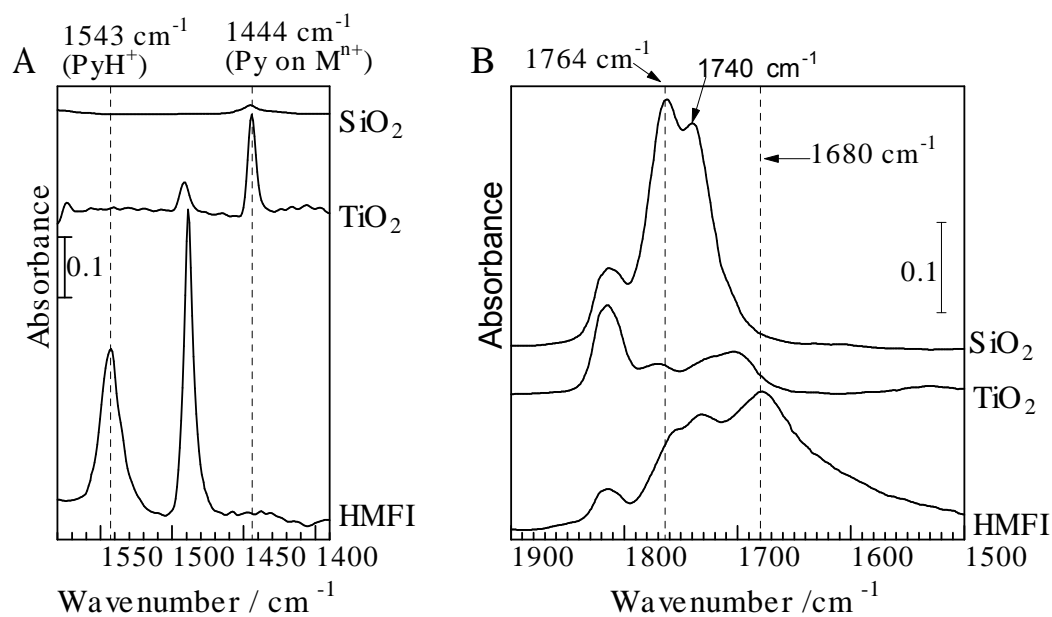 A
1543 cm⁻¹
(PyH⁺)
1444 cm⁻¹
(Py on Mⁿ⁺)
SiO₂
TiO₂
HMFI
0.1
Absorbance
1550 1500 1450 1400
Wavenumber / cm⁻¹
B
1764 cm⁻¹
1740 cm⁻¹
1680 cm⁻¹
0.1
SiO₂
TiO₂
HMFI
Absorbance
1900 1800 1700 1600 1500
Wavenumber /cm⁻¹